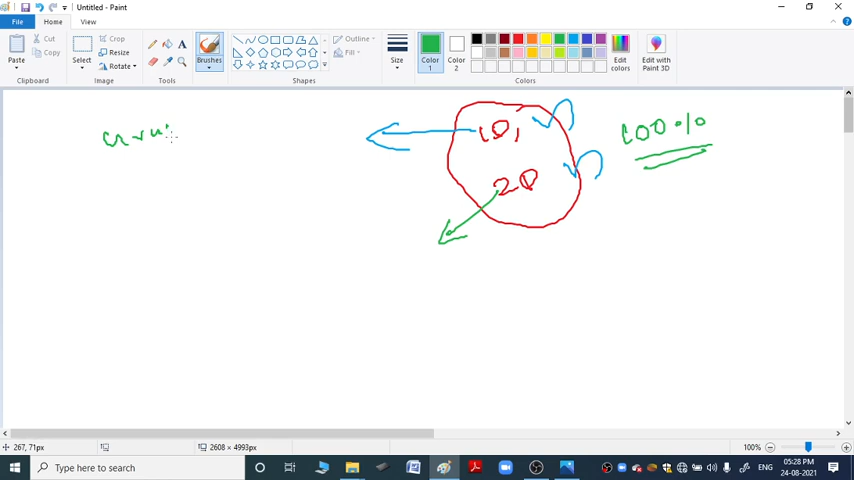 Untitled - Paint
File
Home
View
Paste
Cut
Copy
Clipboard
Select
Crop
Resize
Rotate
Image
A
Tools
Brushes
Outline
Fill
Shapes
Size
Color
1
Color
2
Edit
colors
Colors
Edit with
Paint 3D
10,
20
100%
267, 71px
2608 × 4993px
100%
Type here to search
ENG
05:28 PM
24-08-2021